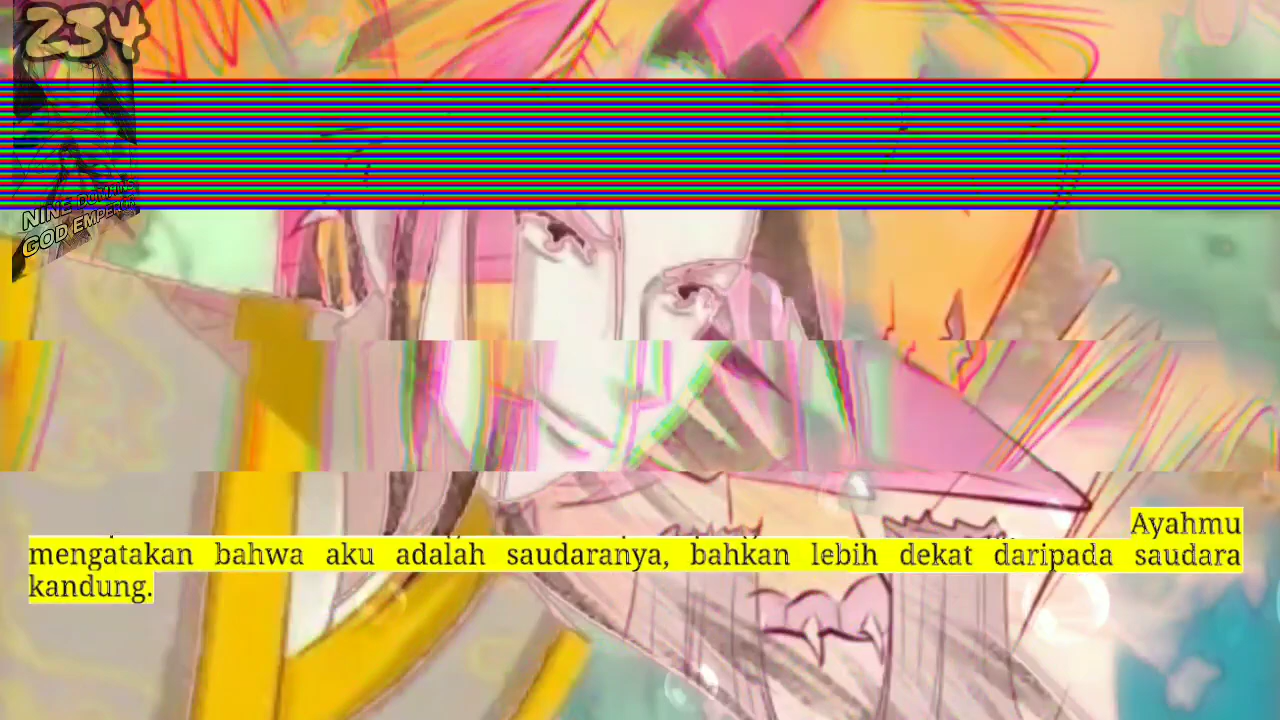 234
NINE DOMAINS
GOD EMPEROR
Ayahmu
mengatakan bahwa aku adalah saudaranya, bahkan lebih dekat daripada saudara
kandung.